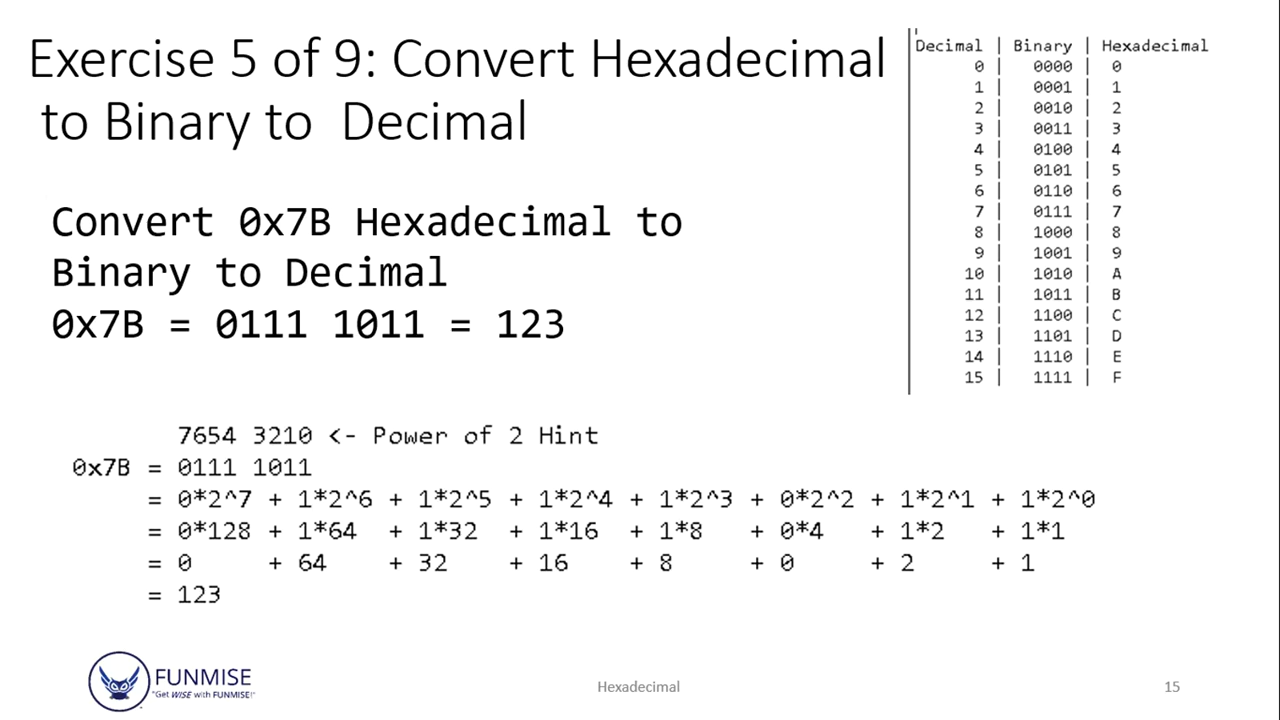 Exercise 5 of 9: Convert Hexadecimal
to Binary to Decimal
Decimal | Binary | Hexadecimal
0 | 0000 | 0
1 | 0001 | 1
2 | 0010 | 2
3 | 0011 | 3
4 | 0100 | 4
5 | 0101 | 5
6 | 0110 | 6
7 | 0111 | 7
8 | 1000 | 8
9 | 1001 | 9
10 | 1010 | A
11 | 1011 | B
12 | 1100 | C
13 | 1101 | D
14 | 1110 | E
15 | 1111 | F
Convert 0x7B Hexadecimal to
Binary to Decimal
0x7B = 0111 1011 = 123
7654 3210 <- Power of 2 Hint
0x7B = 0111 1011
= 0*2^7 + 1*2^6 + 1*2^5 + 1*2^4 + 1*2^3 + 0*2^2 + 1*2^1 + 1*2^0
= 0*128 + 1*64 + 1*32 + 1*16 + 1*8 + 0*4 + 1*2 + 1*1
= 0 + 64 + 32 + 16 + 8 + 0 + 2 + 1
= 123
FUNMISE
"Get WISE with FUNMISE!"
Hexadecimal
15